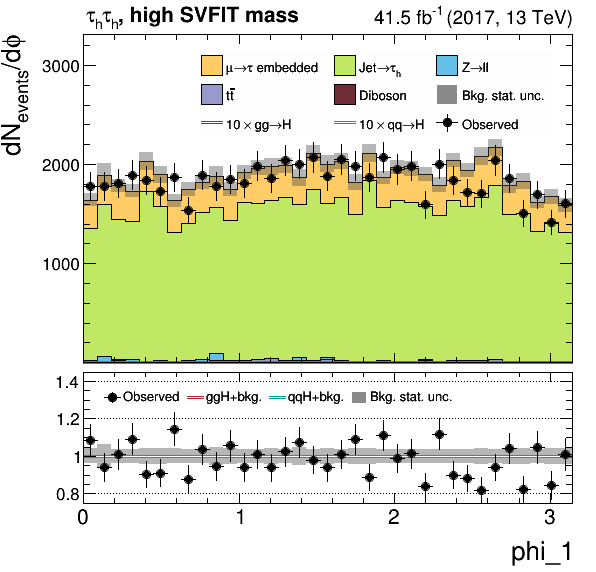 τhτh, high SVFIT mass 41.5 fb⁻¹ (2017, 13 TeV)
dNevents/dϕ
3000
2000
1000
μ→τ embedded Jet→τh Z→ll
tt̄ Diboson Bkg. stat. unc.
10 × gg→H 10 × qq→H Observed
1.4
1.2
1
0.8
Observed ggH+bkg. qqH+bkg. Bkg. stat. unc.
0 1 2 3
phi_1